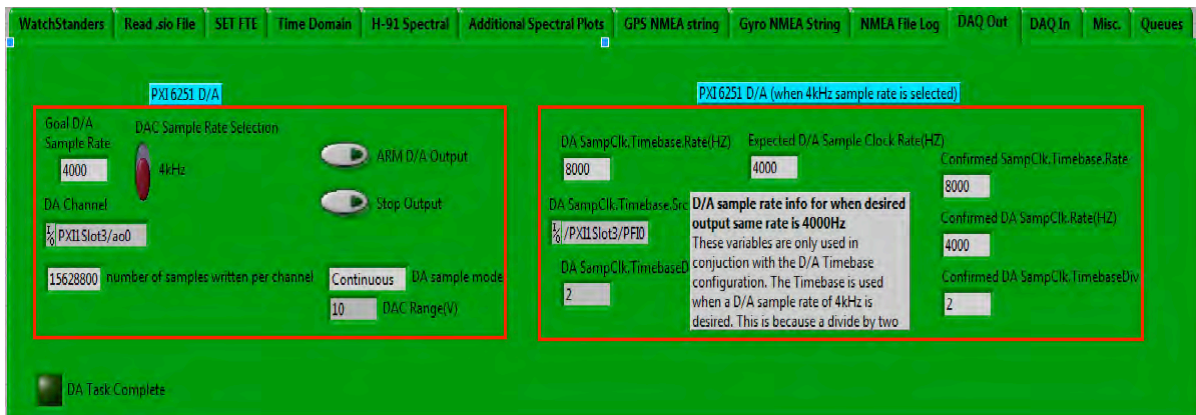 WatchStanders Read .sio File SET FTE Time Domain H-91 Spectral Additional Spectral Plots GPS NMEA string Gyro NMEA String NMEA File Log DAQ Out DAQ In Misc. Queues
PXI 6251 D/A
Goal D/A
Sample Rate
4000
DAC Sample Rate Selection
4kHz
ARM D/A Output
Stop Output
DA Channel
PXI1Slot3/ao0
15628800 number of samples written per channel
Continuous DA sample mode
10 DAC Range(V)
DA Task Complete
PXI 6251 D/A (when 4kHz sample rate is selected)
DA SampClk.Timebase.Rate(HZ)
8000
Expected D/A Sample Clock Rate(HZ)
4000
DA SampClk.Timebase.Src
/PXI1Slot3/PFI0
DA SampClk.TimebaseD
2
D/A sample rate info for when desired
output same rate is 4000Hz
These variables are only used in
conjuction with the D/A Timebase
configuration. The Timebase is used
when a D/A sample rate of 4kHz is
desired. This is because a divide by two
Confirmed SampClk.Timebase.Rate
8000
Confirmed DA SampClk.Rate(HZ)
4000
Confirmed DA SampClk.TimebaseDiv
2